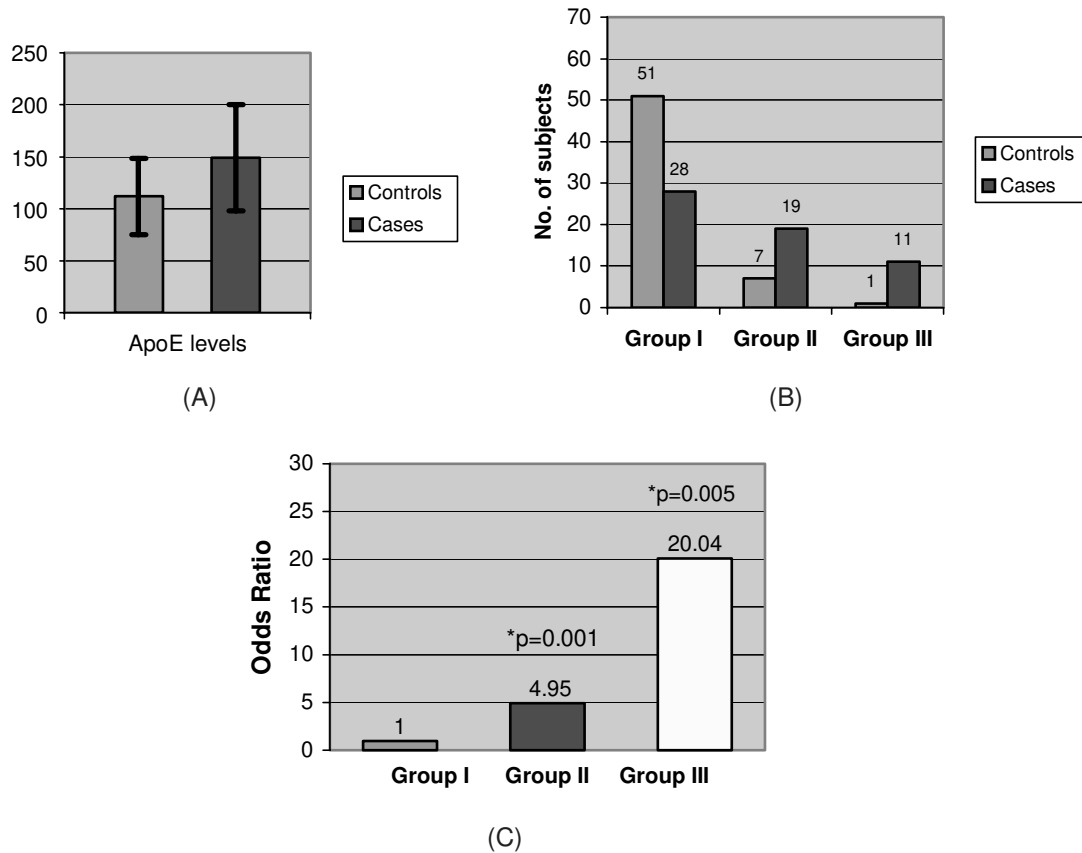 250
200
150
100
50
0
ApoE levels
Controls
Cases
(A)
70
60
50
40
30
20
10
0
No. of subjects
51
28
7
19
1
11
Group I Group II Group III
Controls
Cases
(B)
30
25
20
15
10
5
0
Odds Ratio
*p=0.005
20.04
*p=0.001
4.95
1
Group I Group II Group III
(C)